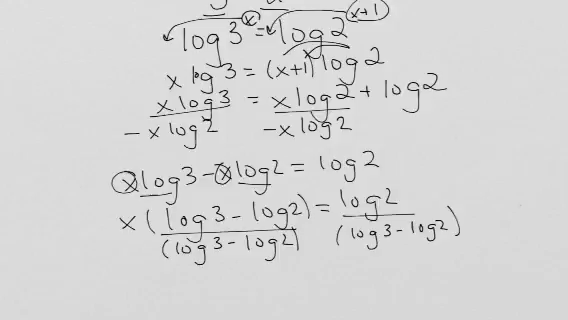 log 3^x = log 2^(x+1)
x log 3 = (x+1) log 2
x log 3 = x log 2 + log 2
-x log 2 -x log 2
x log 3 - x log 2 = log 2
x (log 3 - log 2) = log 2
(log 3 - log 2) (log 3 - log 2)